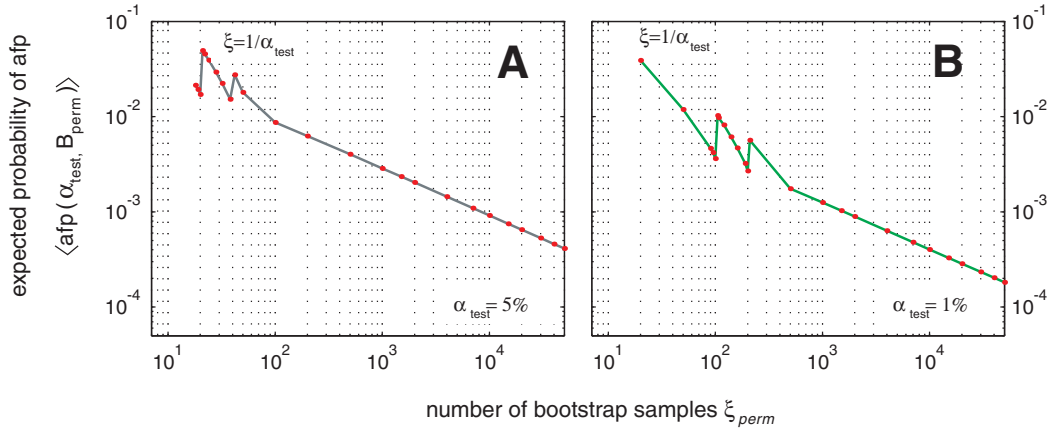 expected probability of afp
⟨afp ( α_test, B_perm )⟩
10^-1
10^-2
10^-3
10^-4
ξ=1/α_test
A
α_test = 5%
10^1
10^2
10^3
10^4
ξ=1/α_test
B
α_test = 1%
10^-1
10^-2
10^-3
10^-4
10^1
10^2
10^3
10^4
number of bootstrap samples ξ_perm